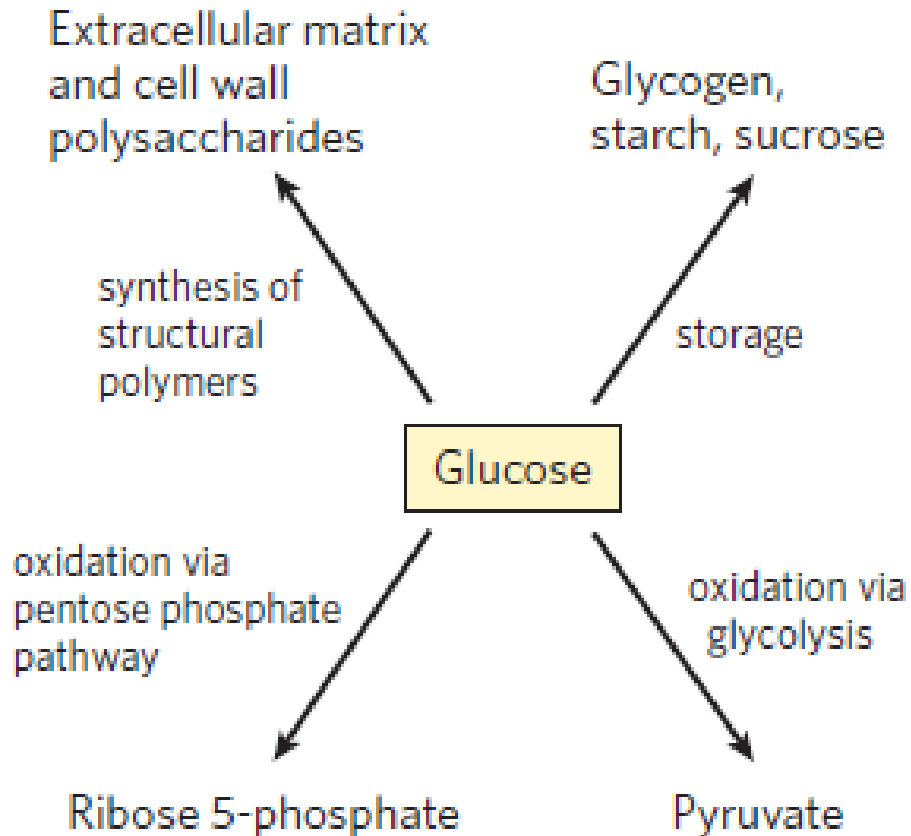 Extracellular matrix
and cell wall
polysaccharides
Glycogen,
starch, sucrose
synthesis of
structural
polymers
storage
Glucose
oxidation via
pentose phosphate
pathway
oxidation via
glycolysis
Ribose 5-phosphate
Pyruvate